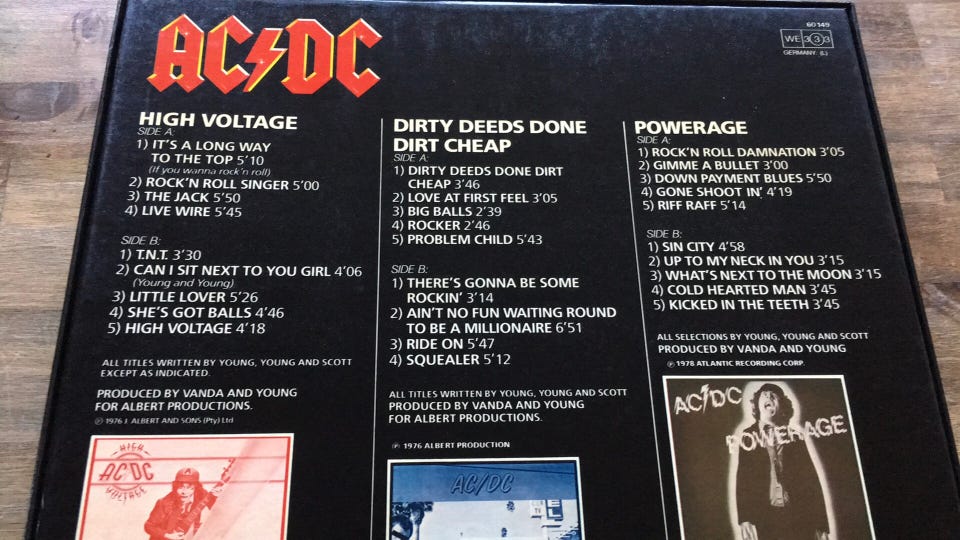 AC DC
60 149
WE 333
GERMANY (L)
HIGH VOLTAGE
SIDE A:
1) IT'S A LONG WAY
TO THE TOP 5'10
(If you wanna rock'n roll)
2) ROCK'N ROLL SINGER 5'00
3) THE JACK 5'50
4) LIVE WIRE 5'45
SIDE B:
1) T.N.T. 3'30
2) CAN I SIT NEXT TO YOU GIRL 4'06
(Young and Young)
3) LITTLE LOVER 5'26
4) SHE'S GOT BALLS 4'46
5) HIGH VOLTAGE 4'18
ALL TITLES WRITTEN BY YOUNG, YOUNG AND SCOTT
EXCEPT AS INDICATED.
PRODUCED BY VANDA AND YOUNG
FOR ALBERT PRODUCTIONS.
℗ 1976 J. ALBERT AND SONS (Pty) Ltd
HIGH
AC/DC
VOLTAGE
DIRTY DEEDS DONE
DIRT CHEAP
SIDE A:
1) DIRTY DEEDS DONE DIRT
CHEAP 3'46
2) LOVE AT FIRST FEEL 3'05
3) BIG BALLS 2'39
4) ROCKER 2'46
5) PROBLEM CHILD 5'43
SIDE B:
1) THERE'S GONNA BE SOME
ROCKIN' 3'14
2) AIN'T NO FUN WAITING ROUND
TO BE A MILLIONAIRE 6'51
3) RIDE ON 5'47
4) SQUEALER 5'12
ALL TITLES WRITTEN BY YOUNG, YOUNG AND SCOTT
PRODUCED BY VANDA AND YOUNG
FOR ALBERT PRODUCTIONS.
℗ 1976 ALBERT PRODUCTION
AC/DC
POWERAGE
SIDE A:
1) ROCK'N ROLL DAMNATION 3'05
2) GIMME A BULLET 3'00
3) DOWN PAYMENT BLUES 5'50
4) GONE SHOOT IN' 4'19
5) RIFF RAFF 5'14
SIDE B:
1) SIN CITY 4'58
2) UP TO MY NECK IN YOU 3'15
3) WHAT'S NEXT TO THE MOON 3'15
4) COLD HEARTED MAN 3'45
5) KICKED IN THE TEETH 3'45
ALL SELECTIONS BY YOUNG, YOUNG AND SCOTT
PRODUCED BY VANDA AND YOUNG
℗ 1978 ATLANTIC RECORDING CORP.
AC/DC
POWERAGE